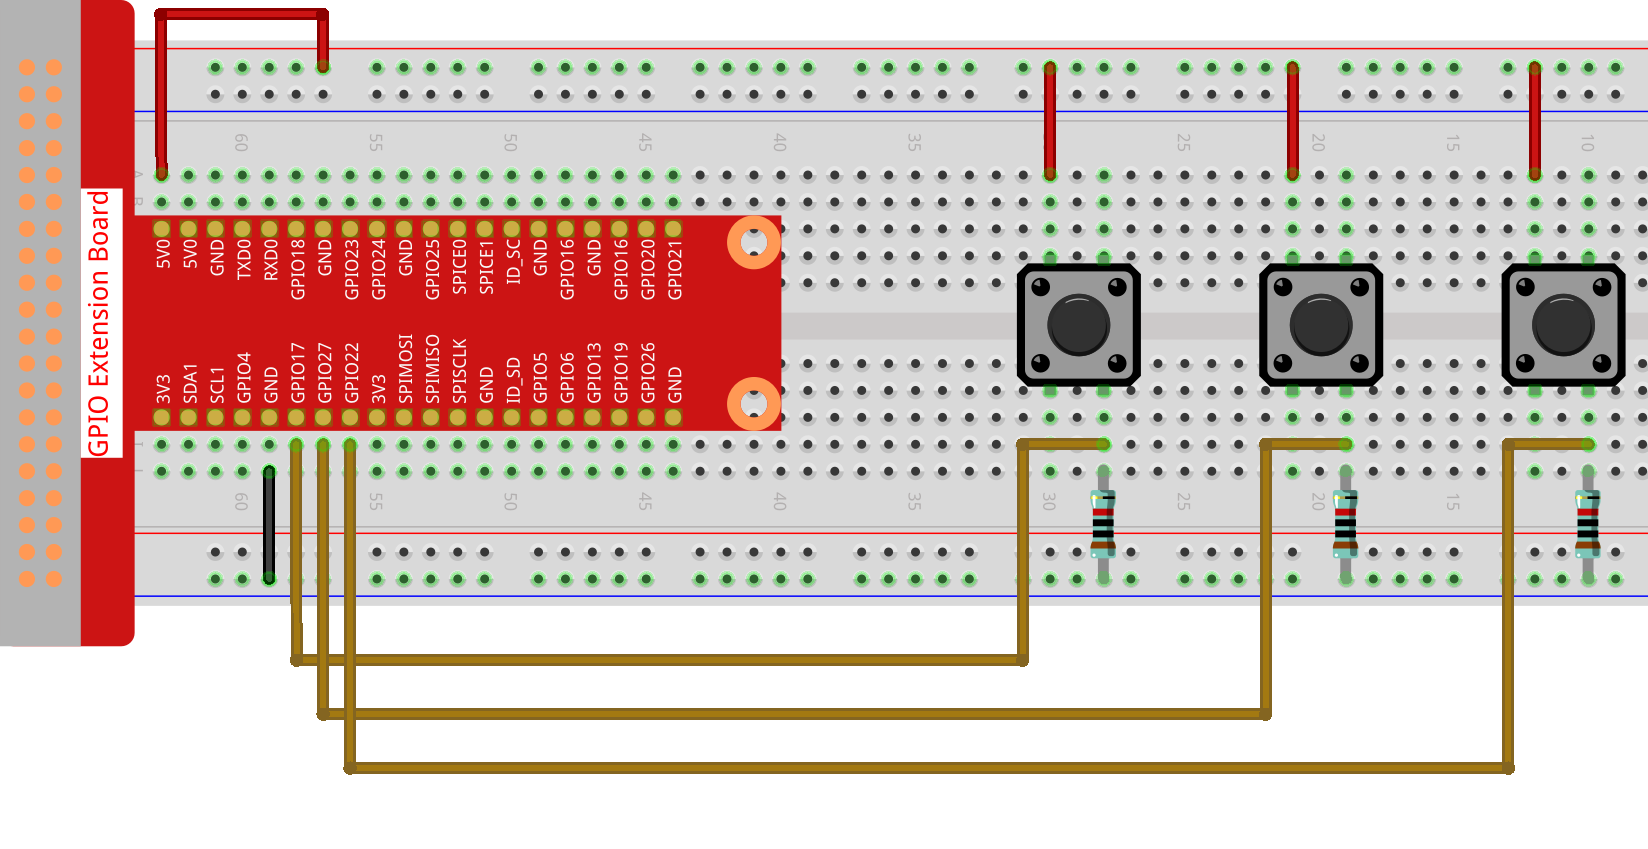 GPIO Extension Board
60 55 50 45 40 35 25 20 15 10
A
B
5V0 5V0 GND TXD0 RXD0 GPIO18 GND GPIO23 GPIO24 GND GPIO25 SPICE0 SPICE1 ID_SC GND GPIO16 GND GPIO16 GPIO20 GPIO21
3V3 SDA1 SCL1 GPIO4 GND GPIO17 GPIO27 GPIO22 3V3 SPIMOSI SPIMISO SPISCLK GND ID_SD GPIO5 GPIO6 GPIO13 GPIO19 GPIO26 GND
60 55 50 45 40 35 30 25 20 15